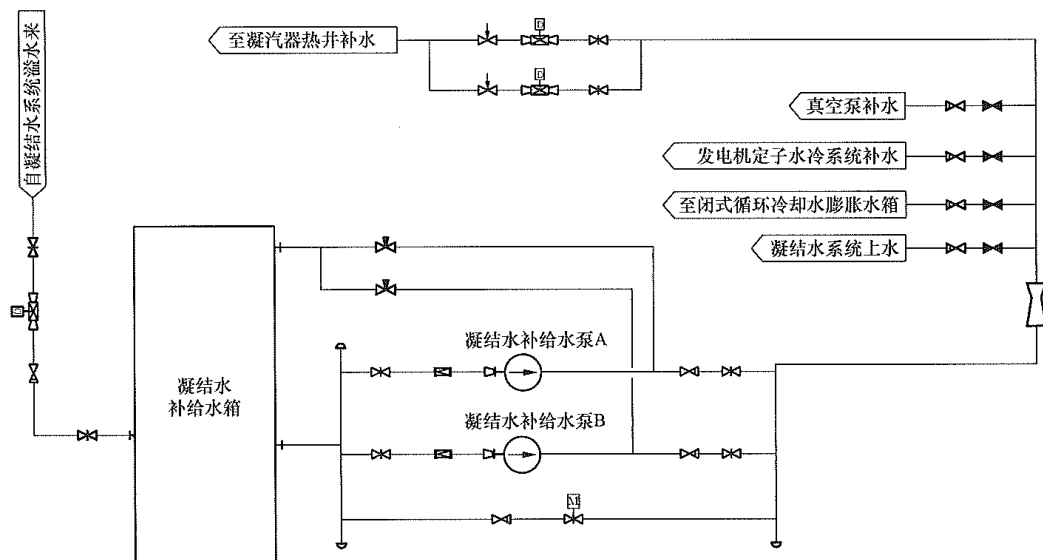 至凝汽器热井补水
D
D
自凝结水系统溢水来
真空泵补水
发电机定子水冷系统补水
至闭式循环冷却水膨胀水箱
凝结水系统上水
D
凝结水补给水泵A
凝结水
补给水箱
凝结水补给水泵B
M